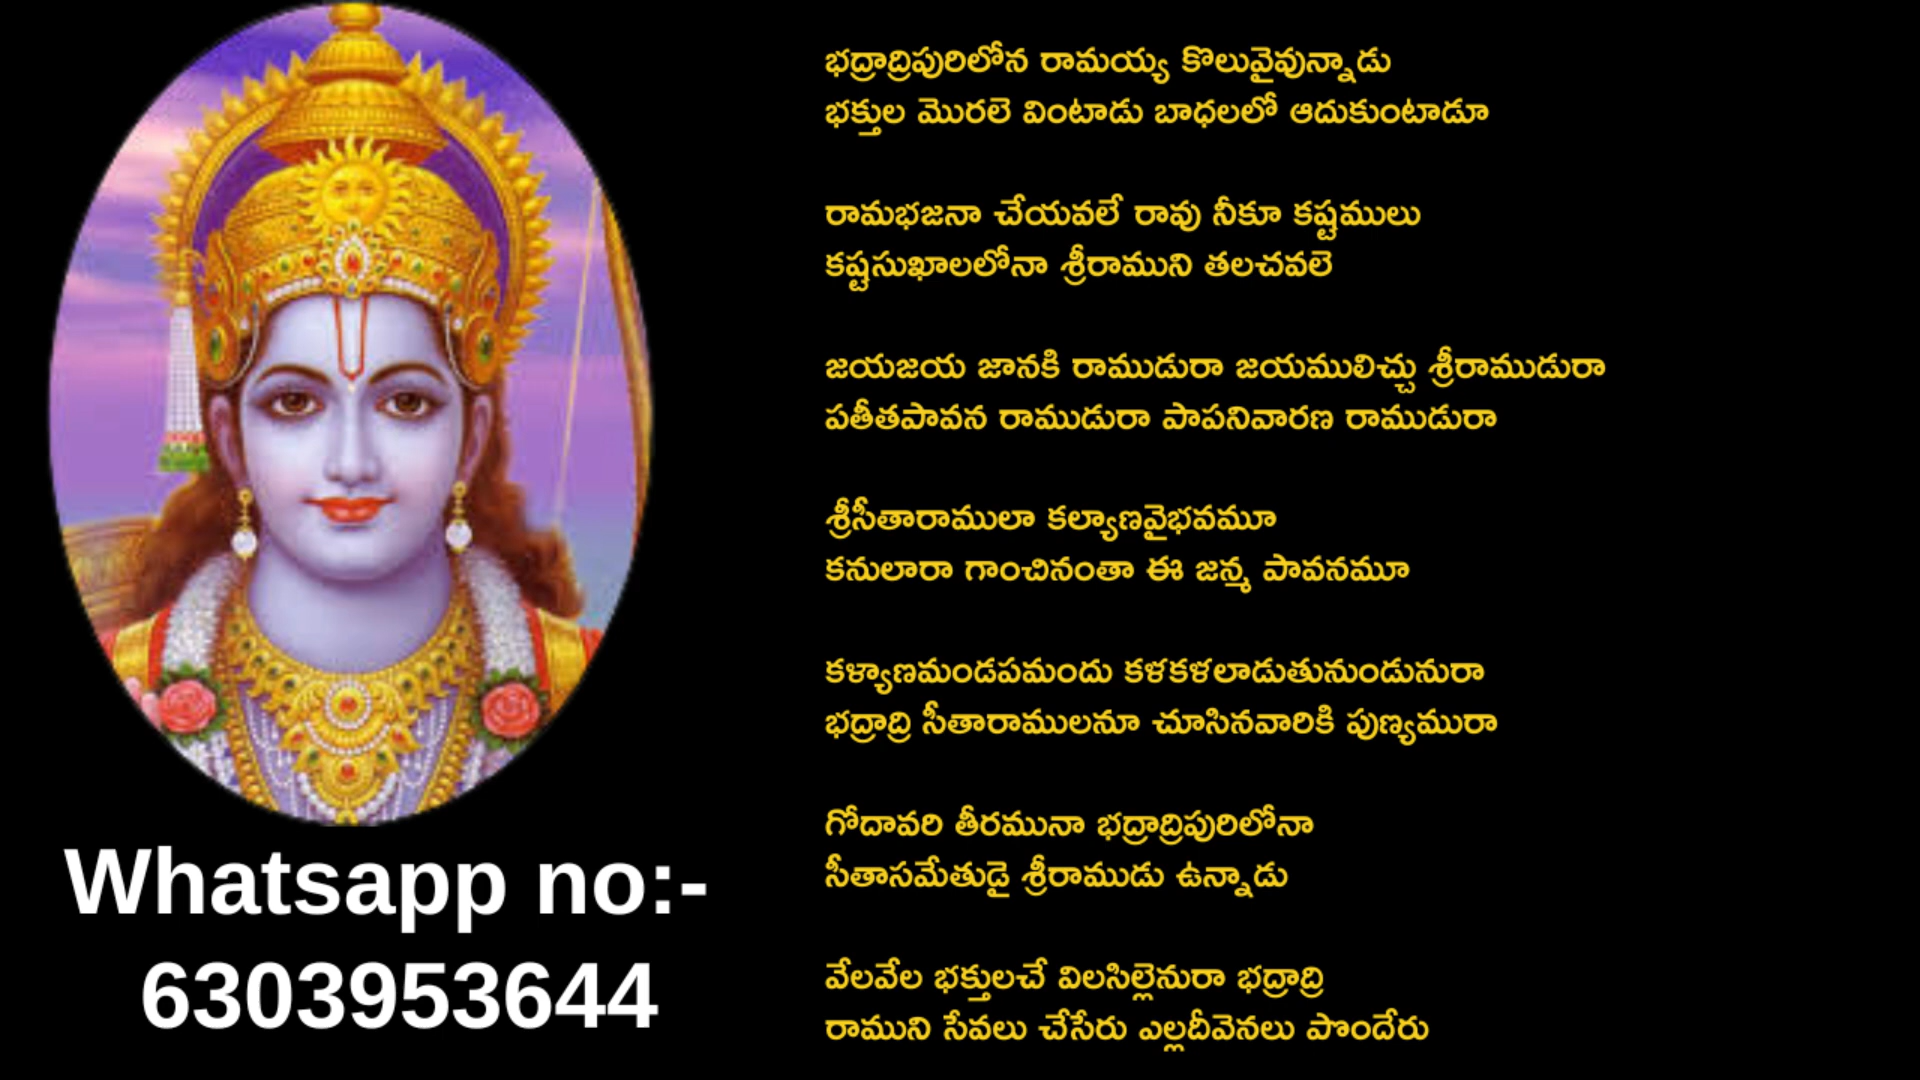 భద్రాద్రిపురిలోన రామయ్య కొలువైవున్నాడు
భక్తుల మొరలె వింటాడు బాధలలో ఆదుకుంటాడూ
రామభజనా చేయవలే రావు నీకూ కష్టములు
కష్టసుఖాలలోనా శ్రీరాముని తలచవలె
జయజయ జానకి రాముడురా జయములిచ్చు శ్రీరాముడురా
పతీతపావన రాముడురా పాపనివారణ రాముడురా
శ్రీసీతారాములా కల్యాణవైభవమూ
కనులారా గాంచినంతా ఈ జన్మ పావనమూ
కళ్యాణమండపమందు కళకళలాడుతునుండునురా
భద్రాద్రి సీతారాములనూ చూసినవారికి పుణ్యమురా
గోదావరి తీరమునా భద్రాద్రిపురిలోనా
సీతాసమేతుడై శ్రీరాముడు ఉన్నాడు
వేలవేల భక్తులచే విలసిల్లెనురా భద్రాద్రి
రాముని సేవలు చేసేరు ఎల్లదీవెనలు పొందేరు
Whatsapp no:-
6303953644